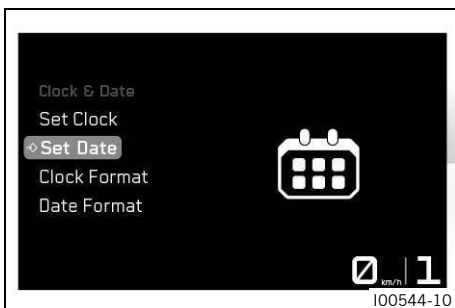 Clock & Date
Set Clock
Set Date
Clock Format
Date Format
0 km/h 1
I00544-10